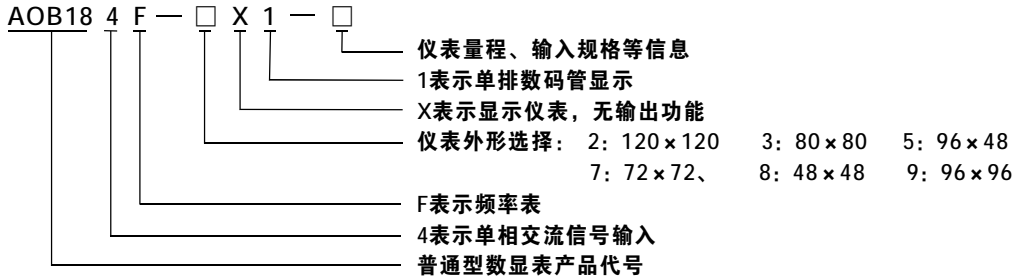 AOB18 4 F — □ X 1 — □
仪表量程、输入规格等信息
1表示单排数码管显示
X表示显示仪表，无输出功能
仪表外形选择： 2：120×120 3：80×80 5：96×48
7：72×72、 8：48×48 9：96×96
F表示频率表
4表示单相交流信号输入
普通型数显表产品代号